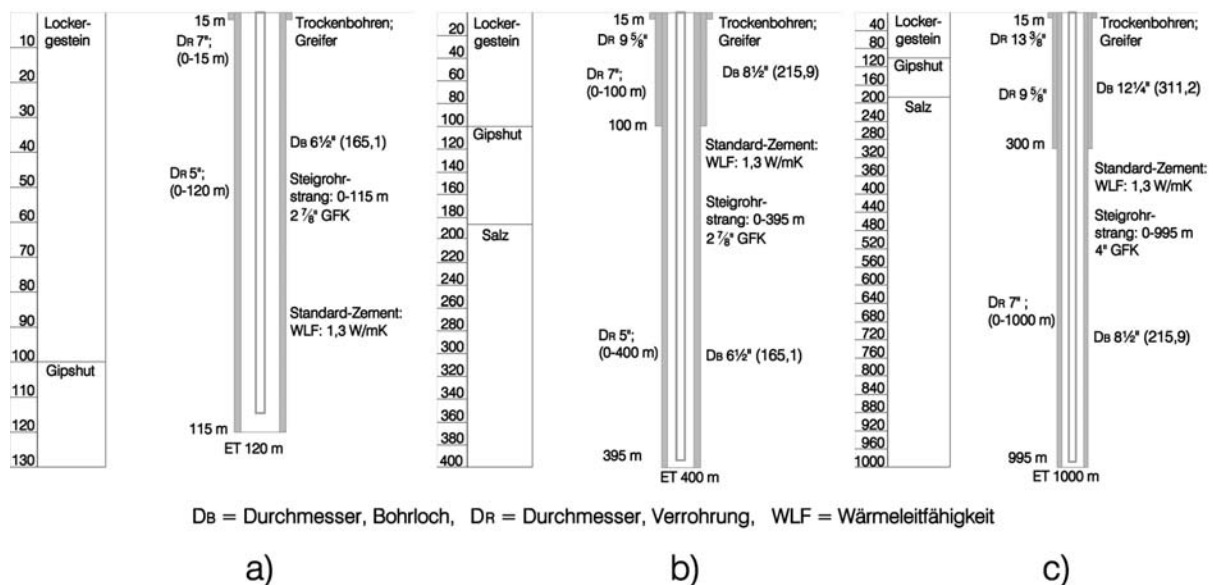 10
20
30
40
50
60
70
80
90
100
110
120
130
Locker-
gestein
Gipshut
15 m
DR 7";
(0-15 m)
DR 5";
(0-120 m)
115 m
ET 120 m
Trockenbohren;
Greifer
DB 6½" (165,1)
Steigrohr-
strang: 0-115 m
2 ⅞" GFK
Standard-Zement:
WLF: 1,3 W/mK
20
40
60
80
100
120
140
160
180
200
220
240
260
280
300
320
340
360
380
400
Locker-
gestein
Gipshut
Salz
15 m
DR 9 ⅝"
DR 7";
(0-100 m)
100 m
DR 5";
(0-400 m)
395 m
ET 400 m
Trockenbohren;
Greifer
DB 8½" (215,9)
Standard-Zement:
WLF: 1,3 W/mK
Steigrohr-
strang: 0-395 m
2 ⅞" GFK
DB 6½" (165,1)
40
80
120
160
200
240
280
320
360
400
440
480
520
560
600
640
680
720
760
800
840
880
920
960
1000
Locker-
gestein
Gipshut
Salz
15 m
DR 13 ⅜"
DR 9 ⅝"
300 m
DR 7" ;
(0-1000 m)
995 m
ET 1000 m
Trockenbohren;
Greifer
DB 12¼" (311,2)
Standard-Zement:
WLF: 1,3 W/mK
Steigrohr-
strang: 0-995 m
4" GFK
DB 8½" (215,9)
DB = Durchmesser, Bohrloch, DR = Durchmesser, Verrohrung, WLF = Wärmeleitfähigkeit
a) b) c)